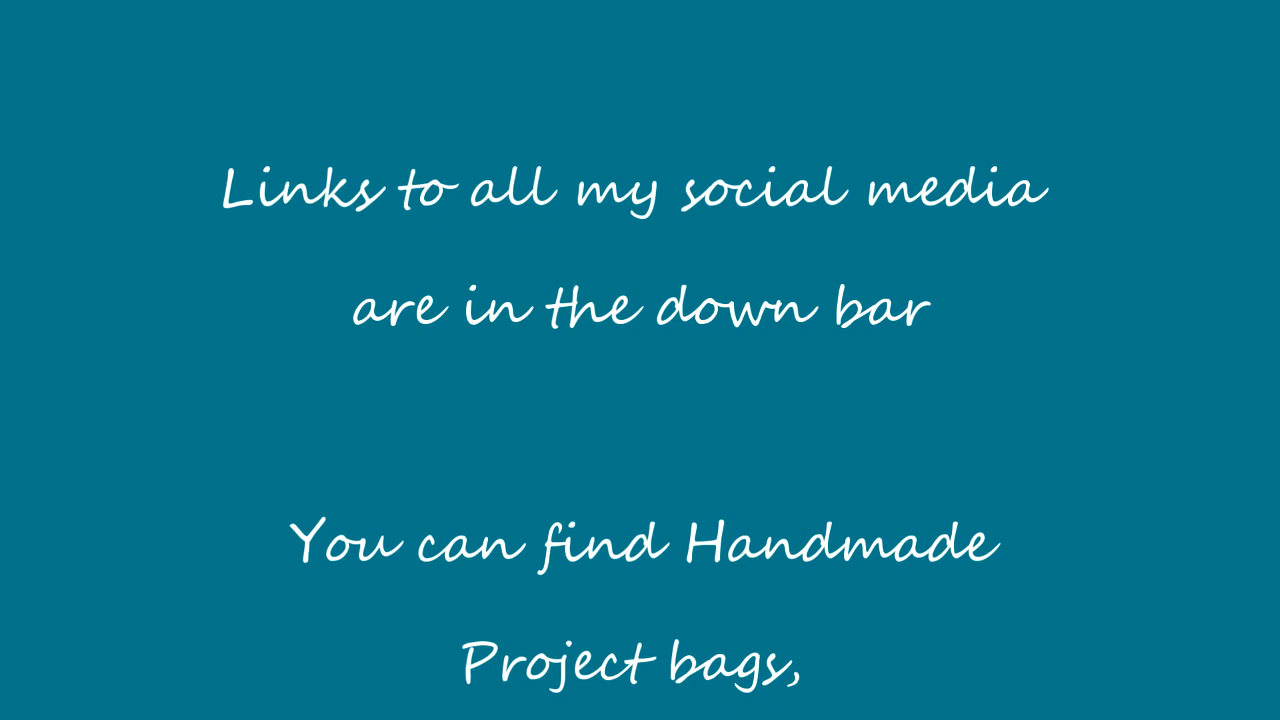 Links to all my social media
are in the down bar
You can find Handmade
Project bags,